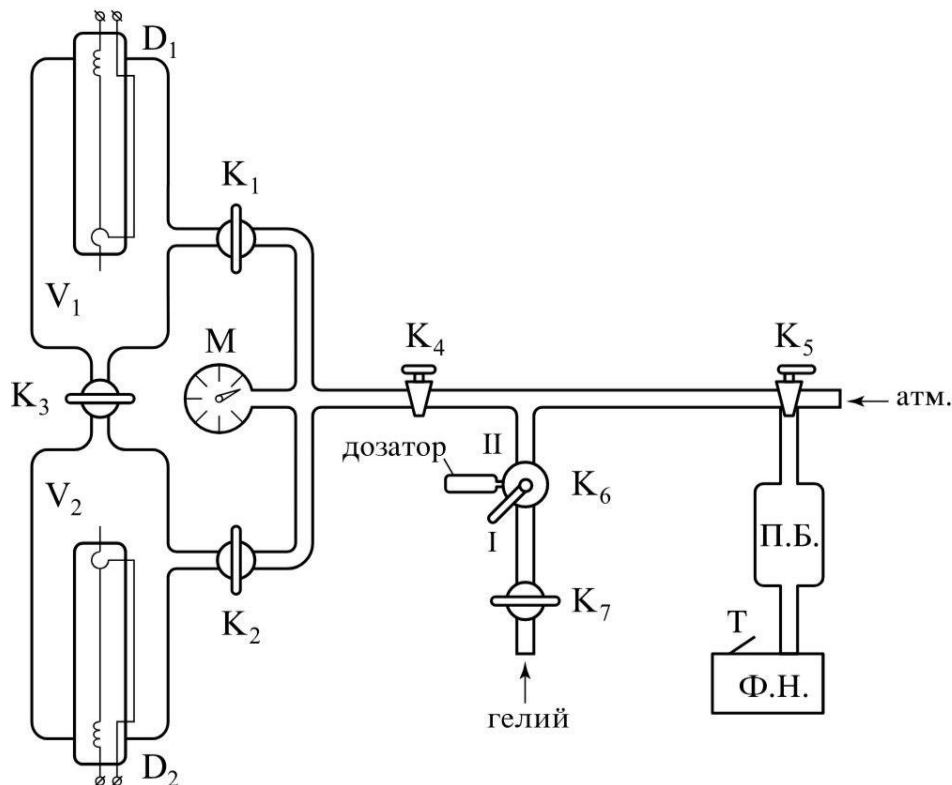 D₁
K₁
V₁
M
K₄
K₅
K₃
атм.
II
дозатор
K₆
V₂
I
П.Б.
K₂
K₇
T
Ф.Н.
гелий
D₂